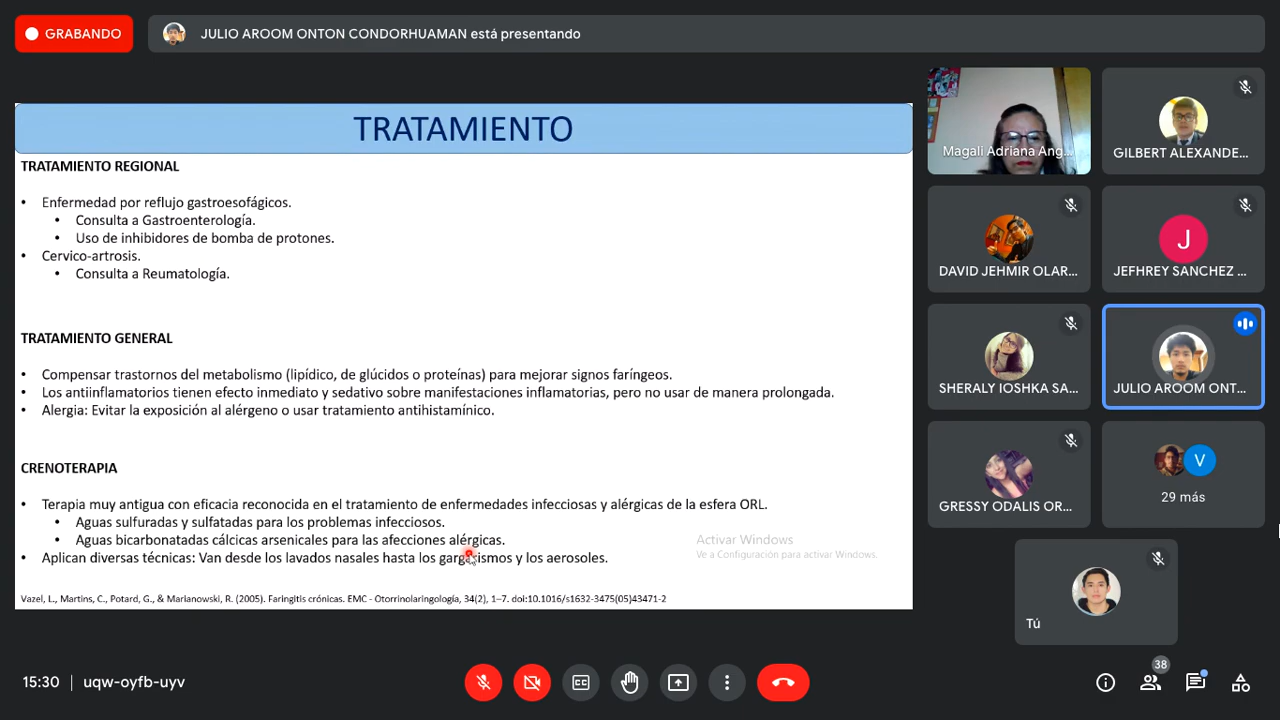 GRABANDO
JULIO AROOM ONTON CONDORHUAMAN está presentando
TRATAMIENTO
TRATAMIENTO REGIONAL
• Enfermedad por reflujo gastroesofágicos.
• Consulta a Gastroenterología.
• Uso de inhibidores de bomba de protones.
• Cervico-artrosis.
• Consulta a Reumatología.
TRATAMIENTO GENERAL
• Compensar trastornos del metabolismo (lipídico, de glúcidos o proteínas) para mejorar signos faríngeos.
• Los antiinflamatorios tienen efecto inmediato y sedativo sobre manifestaciones inflamatorias, pero no usar de manera prolongada.
• Alergia: Evitar la exposición al alérgeno o usar tratamiento antihistamínico.
CRENOTERAPIA
• Terapia muy antigua con eficacia reconocida en el tratamiento de enfermedades infecciosas y alérgicas de la esfera ORL.
• Aguas sulfuradas y sulfatadas para los problemas infecciosos.
• Aguas bicarbonatadas cálcicas arsenicales para las afecciones alérgicas.
• Aplican diversas técnicas: Van desde los lavados nasales hasta los gargarismos y los aerosoles.
Vazel, L., Martins, C., Potard, G., & Marianowski, R. (2005). Faringitis crónicas. EMC - Otorrinolaringología, 34(2), 1–7. doi:10.1016/s1632-3475(05)43471-2
Activar Windows
Ve a Configuración para activar Windows.
Magali Adriana Ang...
GILBERT ALEXANDE...
DAVID JEHMIR OLAR...
J
JEFHREY SANCHEZ ...
SHERALY IOSHKA SA...
JULIO AROOM ONT...
GRESSY ODALIS OR...
V
29 más
Tú
15:30 | uqw-oyfb-uyv
CC
38